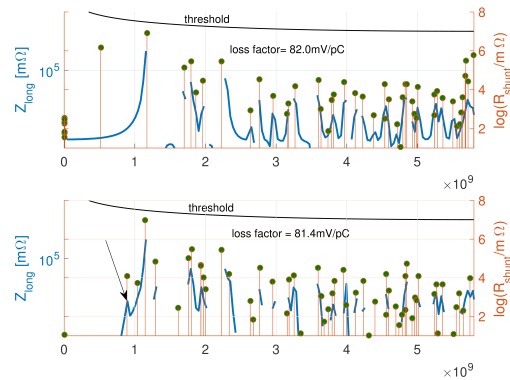 threshold
loss factor= 82.0mV/pC
Z_long [mΩ]
10^5
8
6
4
2
log(R_shunt/m Ω)
0 1 2 3 4 5
×10^9
threshold
loss factor = 81.4mV/pC
Z_long [mΩ]
10^5
8
6
4
2
log(R_shunt/m Ω)
0 1 2 3 4 5
×10^9